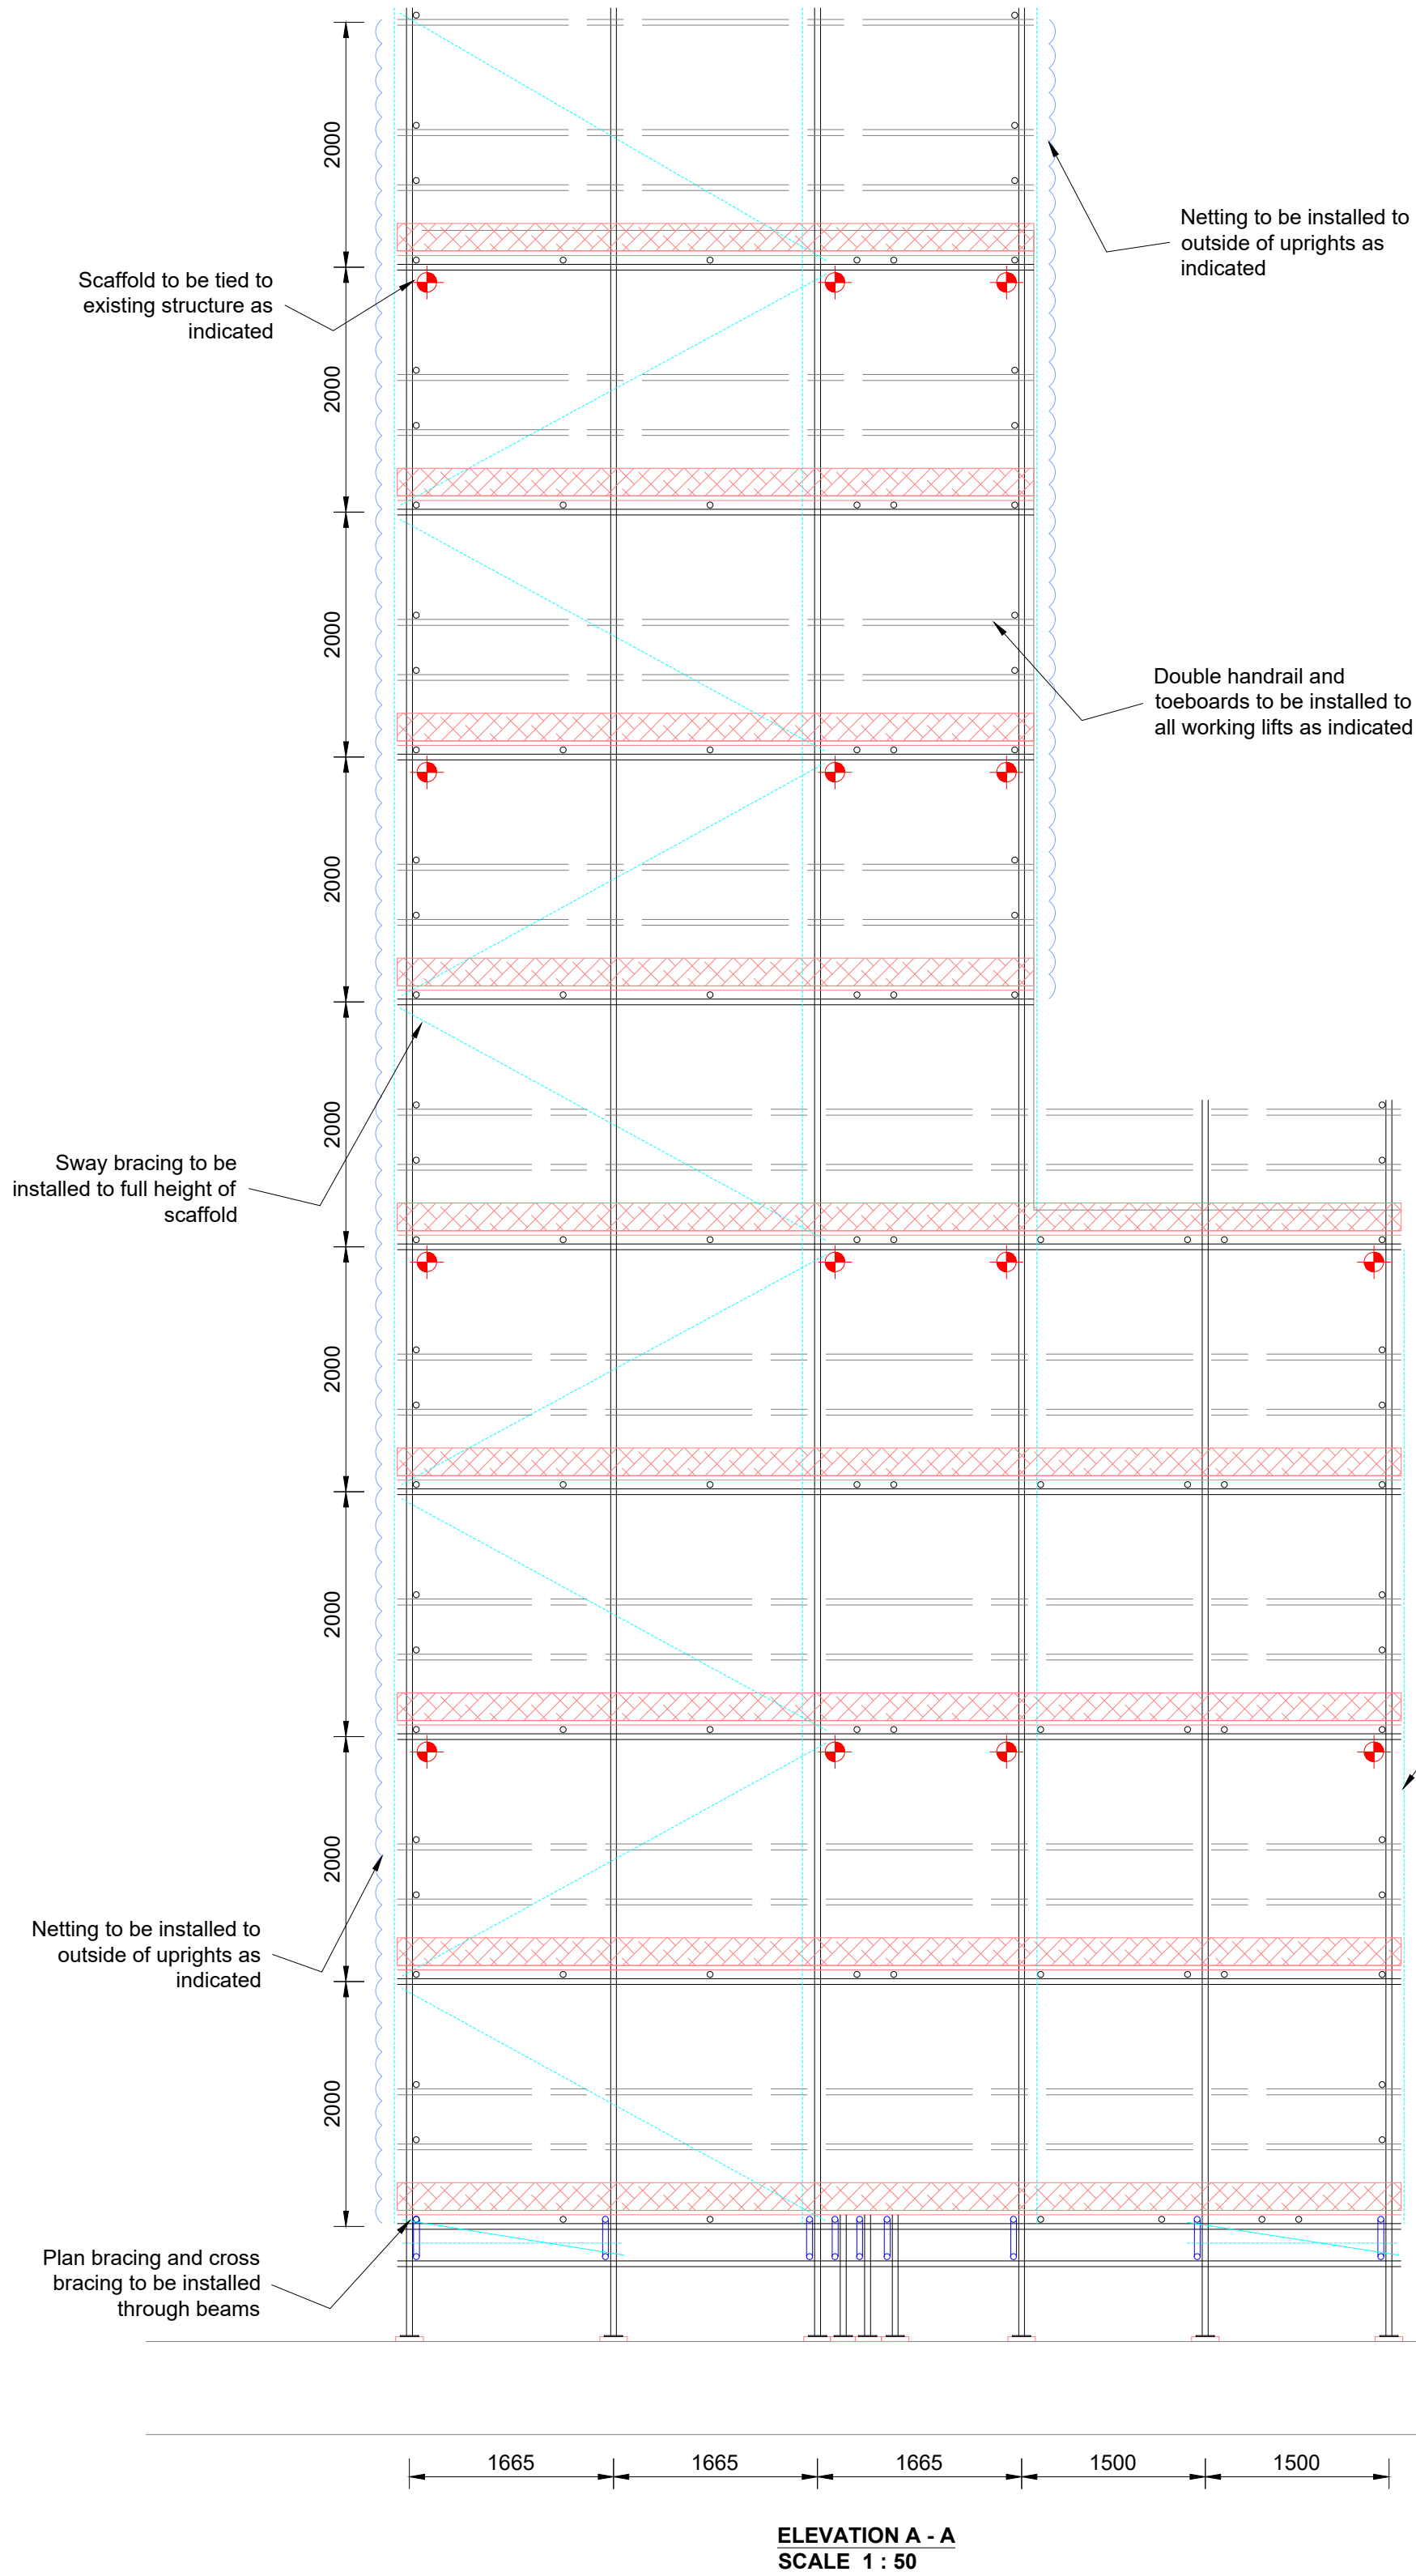 2000
Netting to be installed to
outside of uprights as
indicated
Scaffold to be tied to
existing structure as
indicated
2000
2000
Double handrail and
toeboards to be installed to
all working lifts as indicated
2000
2000
Sway bracing to be
installed to full height of
scaffold
2000
2000
2000
Netting to be installed to
outside of uprights as
indicated
2000
Plan bracing and cross
bracing to be installed
through beams
1665 1665 1665 1500 1500
ELEVATION A - A
SCALE 1 : 50